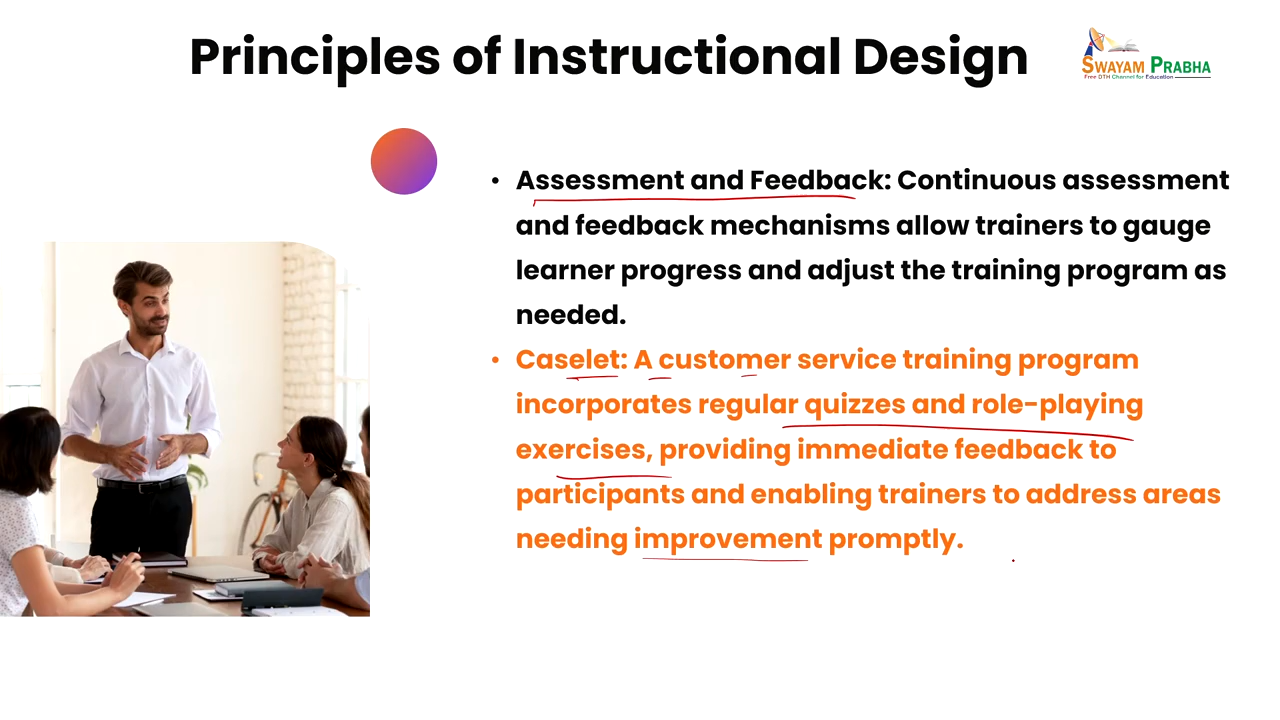 Principles of Instructional Design
SWAYAM PRABHA
Free DTH Channel for Education
• Assessment and Feedback: Continuous assessment
and feedback mechanisms allow trainers to gauge
learner progress and adjust the training program as
needed.
• Caselet: A customer service training program
incorporates regular quizzes and role-playing
exercises, providing immediate feedback to
participants and enabling trainers to address areas
needing improvement promptly.